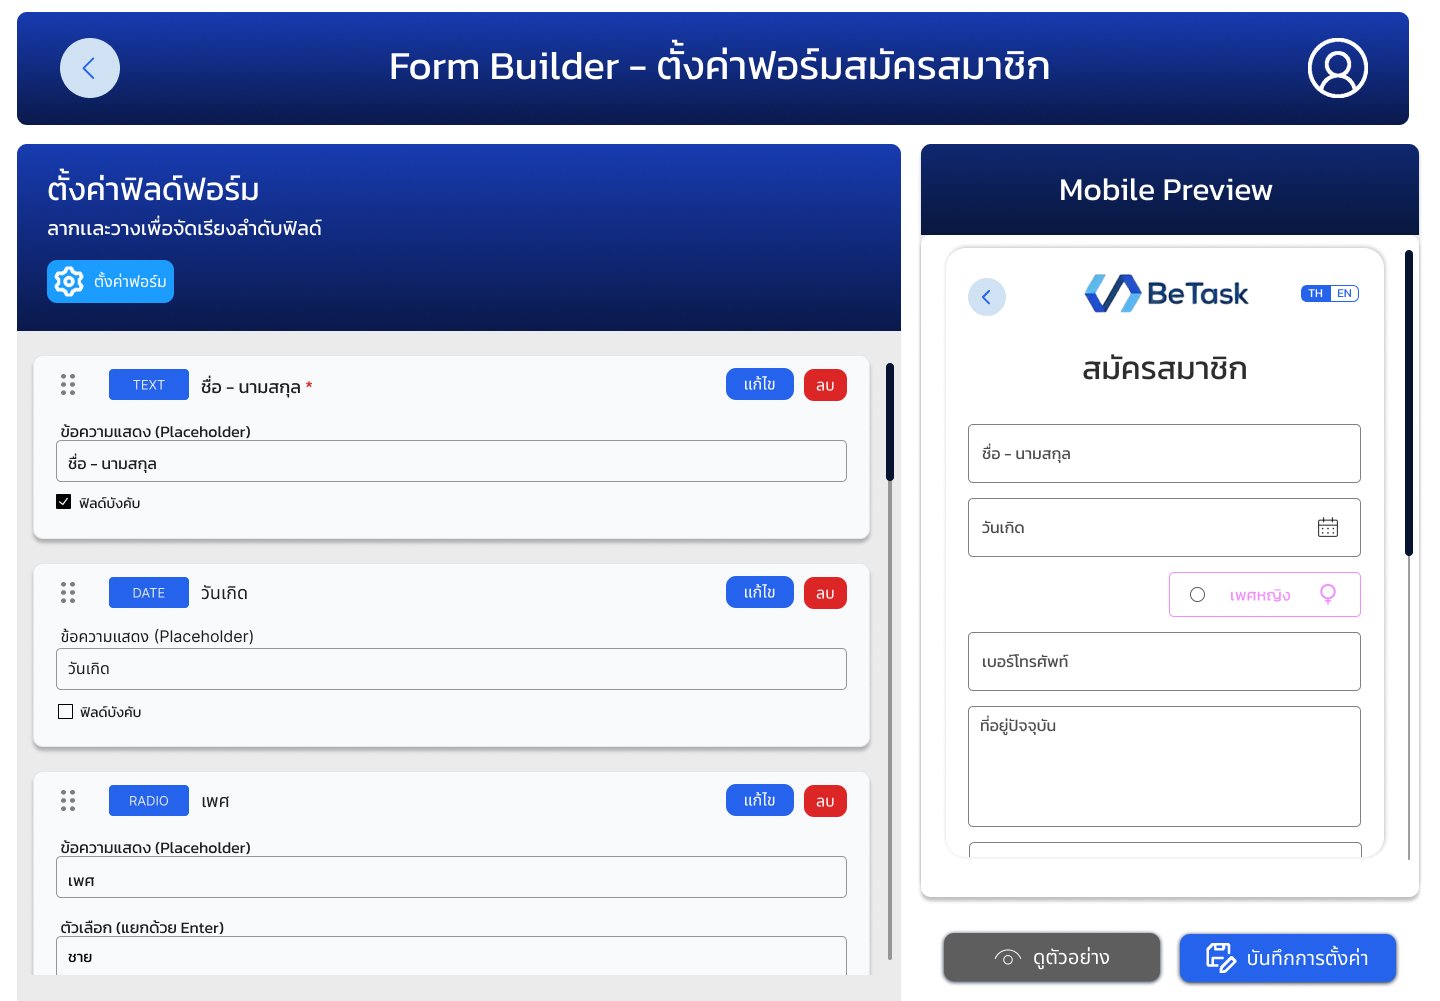 Form Builder - ตั้งค่าฟอร์มสมัครสมาชิก
ตั้งค่าฟิลด์ฟอร์ม
ลากและวางเพื่อจัดเรียงลำดับฟิลด์
ตั้งค่าฟอร์ม
TEXT ชื่อ - นามสกุล * แก้ไข ลบ
ข้อความแสดง (Placeholder)
ชื่อ - นามสกุล
ฟิลด์บังคับ
DATE วันเกิด แก้ไข ลบ
ข้อความแสดง (Placeholder)
วันเกิด
ฟิลด์บังคับ
RADIO เพศ แก้ไข ลบ
ข้อความแสดง (Placeholder)
เพศ
ตัวเลือก (แยกด้วย Enter)
ชาย
Mobile Preview
BeTask
TH EN
สมัครสมาชิก
ชื่อ - นามสกุล
วันเกิด
เพศหญิง
เบอร์โทรศัพท์
ที่อยู่ปัจจุบัน
ดูตัวอย่าง
บันทึกการตั้งค่า